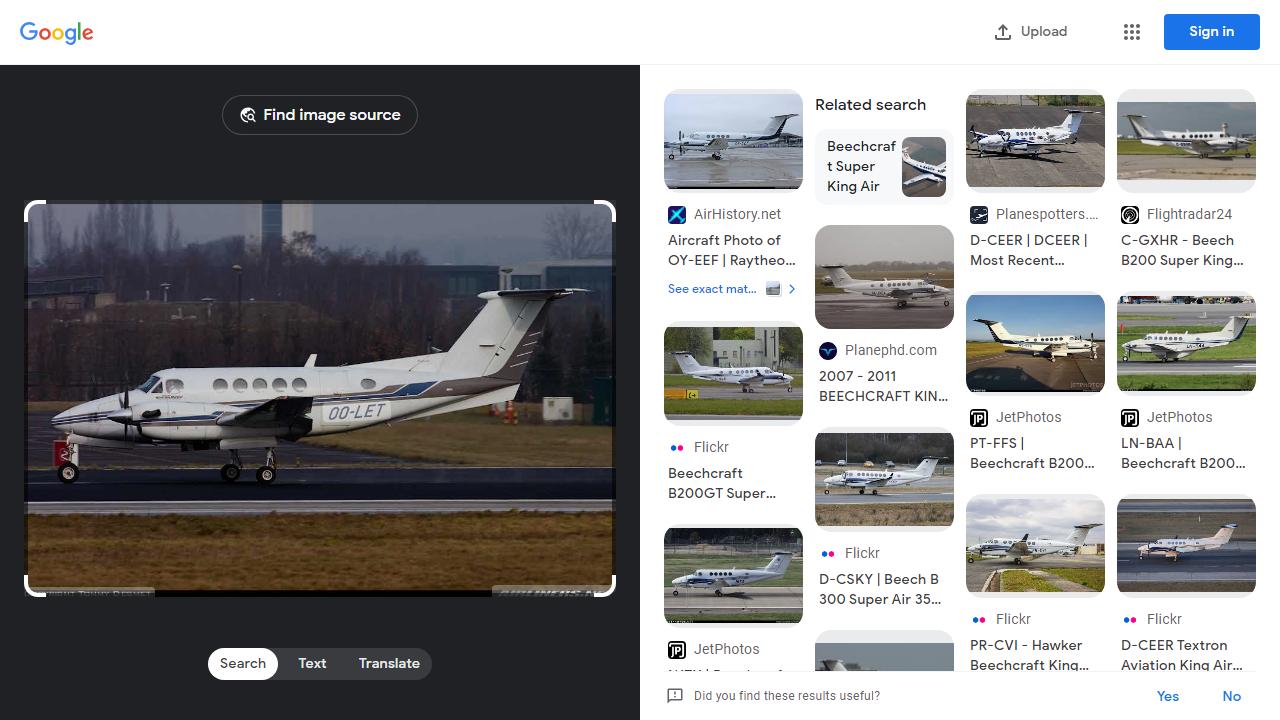 Google
Upload
Sign in
Find image source
OO-LET
Search
Text
Translate
AirHistory.net
Aircraft Photo of
OY-EEF | Raytheo...
See exact mat...
Flickr
Beechcraft
B200GT Super...
JetPhotos
Related search
Beechcraf
t Super
King Air
Planephd.com
2007 - 2011
BEECHCRAFT KIN...
Flickr
D-CSKY | Beech B
300 Super Air 35...
Planespotters....
D-CEER | DCEER |
Most Recent...
JetPhotos
PT-FFS |
Beechcraft B200...
Flickr
PR-CVI - Hawker
Beechcraft King...
Flightradar24
C-GXHR - Beech
B200 Super King...
JetPhotos
LN-BAA |
Beechcraft B200...
Flickr
D-CEER Textron
Aviation King Air...
Did you find these results useful?
Yes
No